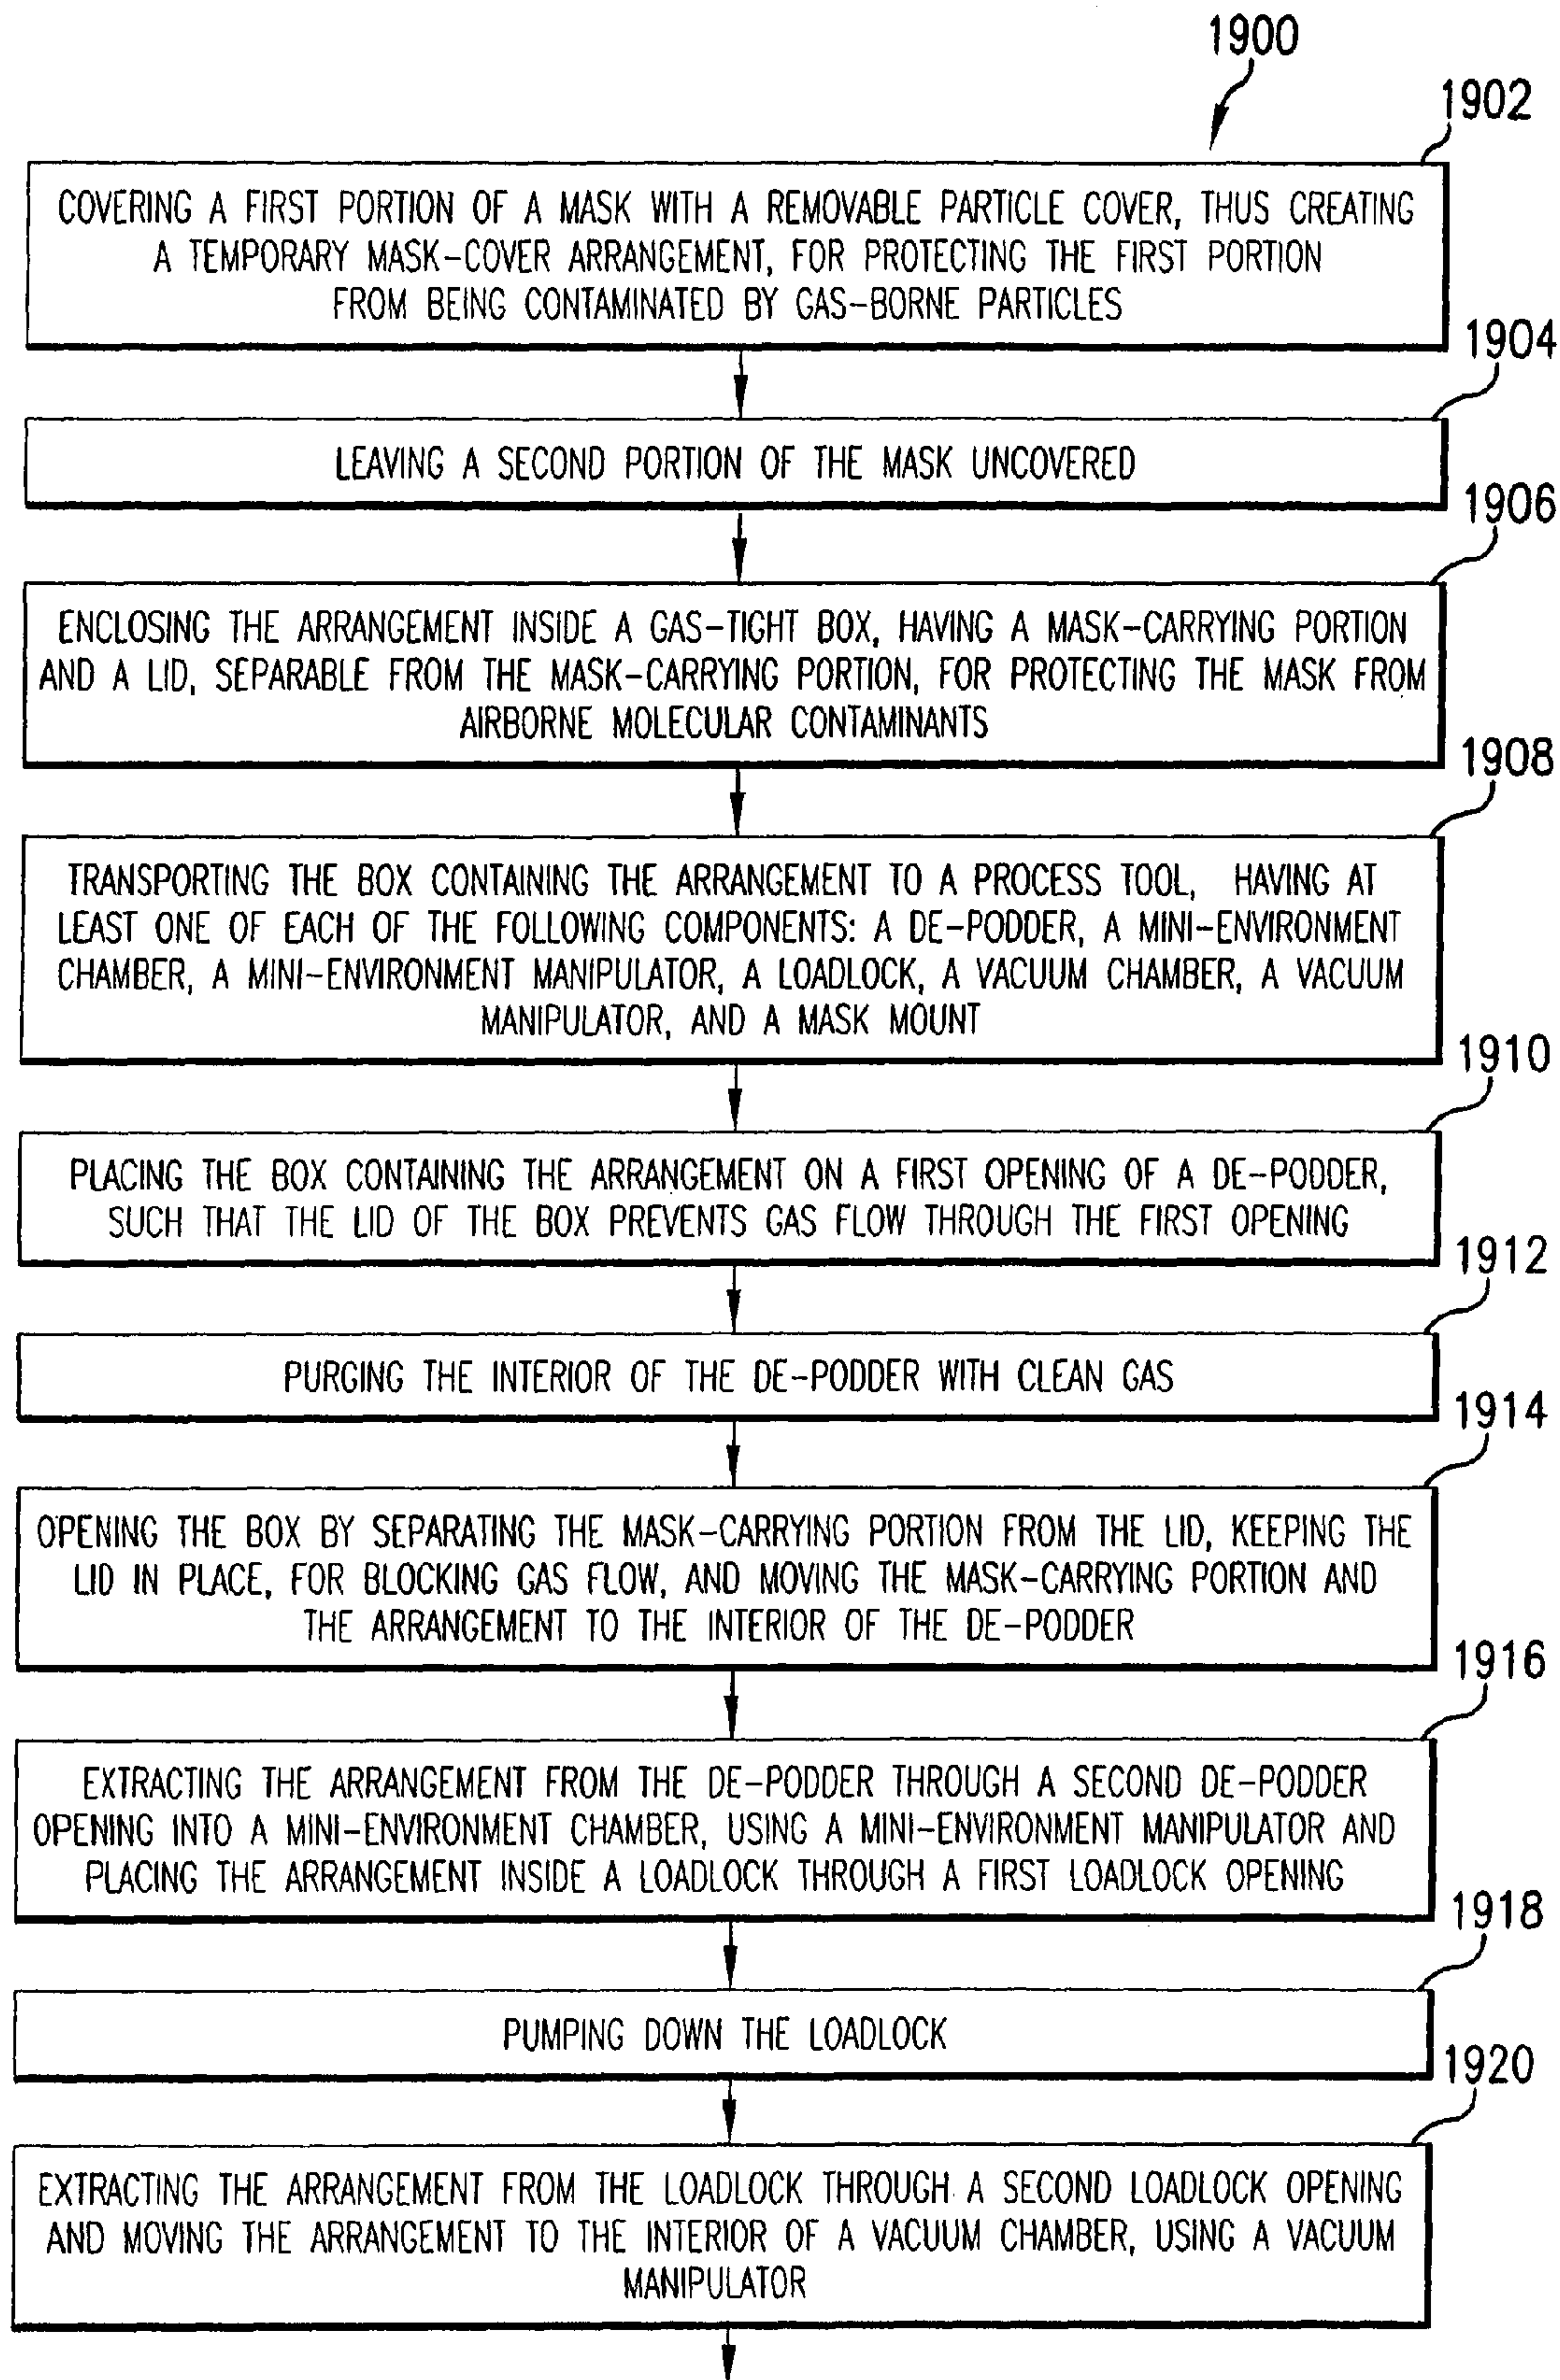 1900
1902
COVERING A FIRST PORTION OF A MASK WITH A REMOVABLE PARTICLE COVER, THUS CREATING
A TEMPORARY MASK-COVER ARRANGEMENT, FOR PROTECTING THE FIRST PORTION
FROM BEING CONTAMINATED BY GAS-BORNE PARTICLES
1904
LEAVING A SECOND PORTION OF THE MASK UNCOVERED
1906
ENCLOSING THE ARRANGEMENT INSIDE A GAS-TIGHT BOX, HAVING A MASK-CARRYING PORTION
AND A LID, SEPARABLE FROM THE MASK-CARRYING PORTION, FOR PROTECTING THE MASK FROM
AIRBORNE MOLECULAR CONTAMINANTS
1908
TRANSPORTING THE BOX CONTAINING THE ARRANGEMENT TO A PROCESS TOOL, HAVING AT
LEAST ONE OF EACH OF THE FOLLOWING COMPONENTS: A DE-PODDER, A MINI-ENVIRONMENT
CHAMBER, A MINI-ENVIRONMENT MANIPULATOR, A LOADLOCK, A VACUUM CHAMBER, A VACUUM
MANIPULATOR, AND A MASK MOUNT
1910
PLACING THE BOX CONTAINING THE ARRANGEMENT ON A FIRST OPENING OF A DE-PODDER,
SUCH THAT THE LID OF THE BOX PREVENTS GAS FLOW THROUGH THE FIRST OPENING
1912
PURGING THE INTERIOR OF THE DE-PODDER WITH CLEAN GAS
1914
OPENING THE BOX BY SEPARATING THE MASK-CARRYING PORTION FROM THE LID, KEEPING THE
LID IN PLACE, FOR BLOCKING GAS FLOW, AND MOVING THE MASK-CARRYING PORTION AND
THE ARRANGEMENT TO THE INTERIOR OF THE DE-PODDER
1916
EXTRACTING THE ARRANGEMENT FROM THE DE-PODDER THROUGH A SECOND DE-PODDER
OPENING INTO A MINI-ENVIRONMENT CHAMBER, USING A MINI-ENVIRONMENT MANIPULATOR AND
PLACING THE ARRANGEMENT INSIDE A LOADLOCK THROUGH A FIRST LOADLOCK OPENING
1918
PUMPING DOWN THE LOADLOCK
1920
EXTRACTING THE ARRANGEMENT FROM THE LOADLOCK THROUGH A SECOND LOADLOCK OPENING
AND MOVING THE ARRANGEMENT TO THE INTERIOR OF A VACUUM CHAMBER, USING A VACUUM
MANIPULATOR